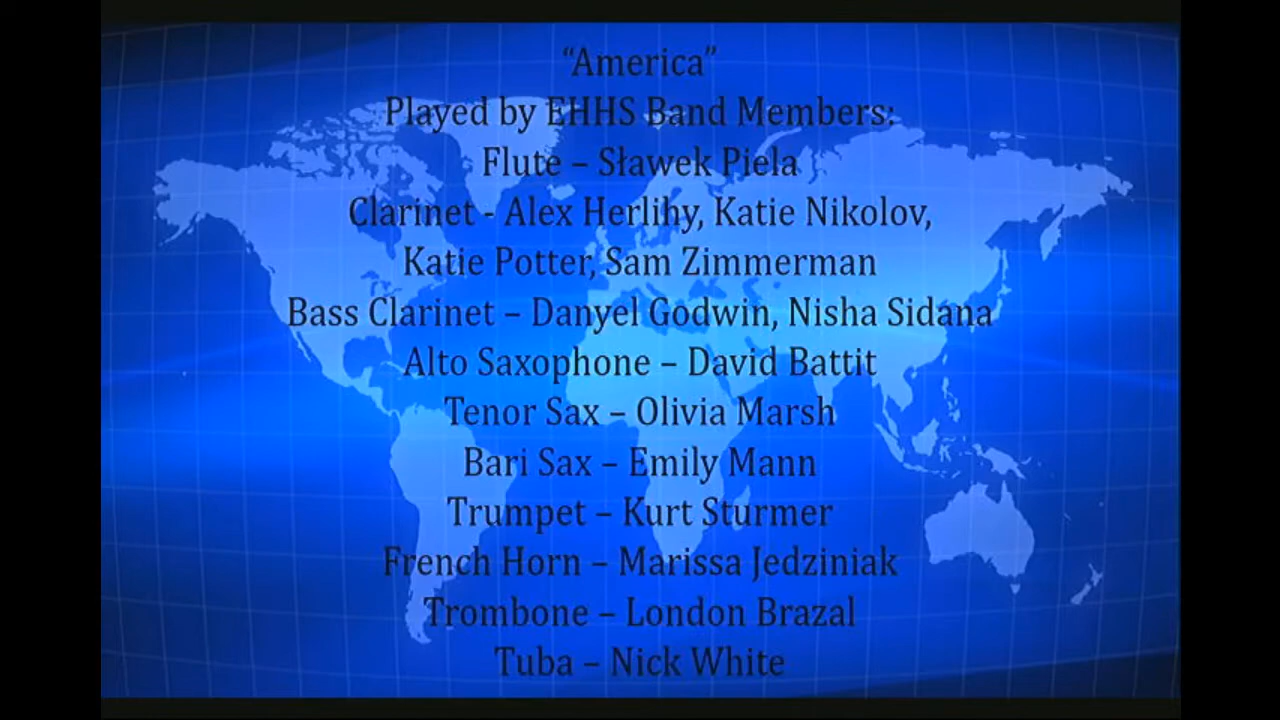 “America”
Played by EHHS Band Members:
Flute – Sławek Piela
Clarinet - Alex Herlihy, Katie Nikolov,
Katie Potter, Sam Zimmerman
Bass Clarinet – Danyel Godwin, Nisha Sidana
Alto Saxophone – David Battit
Tenor Sax – Olivia Marsh
Bari Sax – Emily Mann
Trumpet – Kurt Sturmer
French Horn – Marissa Jedziniak
Trombone – London Brazal
Tuba – Nick White